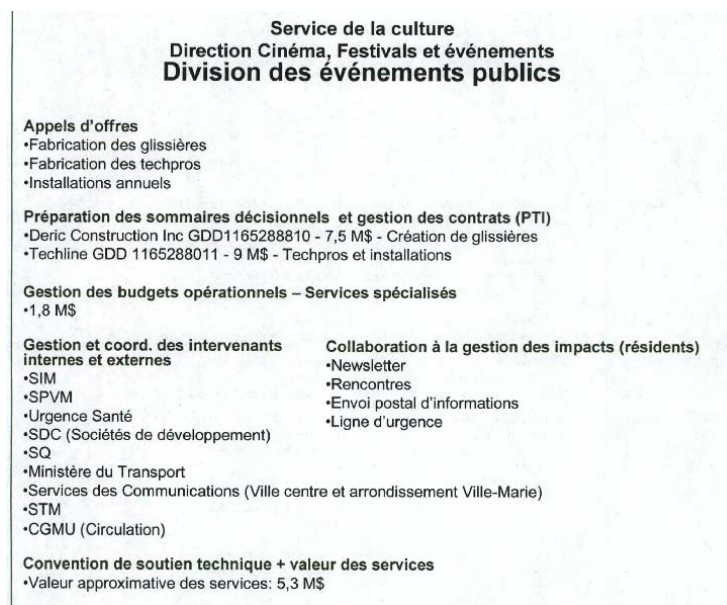 Service de la culture
Direction Cinéma, Festivals et événements
Division des événements publics
Appels d'offres
•Fabrication des glissières
•Fabrication des techpros
•Installations annuels
Préparation des sommaires décisionnels et gestion des contrats (PTI)
•Deric Construction Inc GDD1165288810 - 7,5 M$ - Création de glissières
•Techline GDD 1165288011 - 9 M$ - Techpros et installations
Gestion des budgets opérationnels – Services spécialisés
•1,8 M$
Gestion et coord. des intervenants
internes et externes
•SIM
•SPVM
•Urgence Santé
•SDC (Sociétés de développement)
•SQ
•Ministère du Transport
•Services des Communications (Ville centre et arrondissement Ville-Marie)
•STM
•CGMU (Circulation)
Collaboration à la gestion des impacts (résidents)
•Newsletter
•Rencontres
•Envoi postal d'informations
•Ligne d'urgence
Convention de soutien technique + valeur des services
•Valeur approximative des services: 5,3 M$